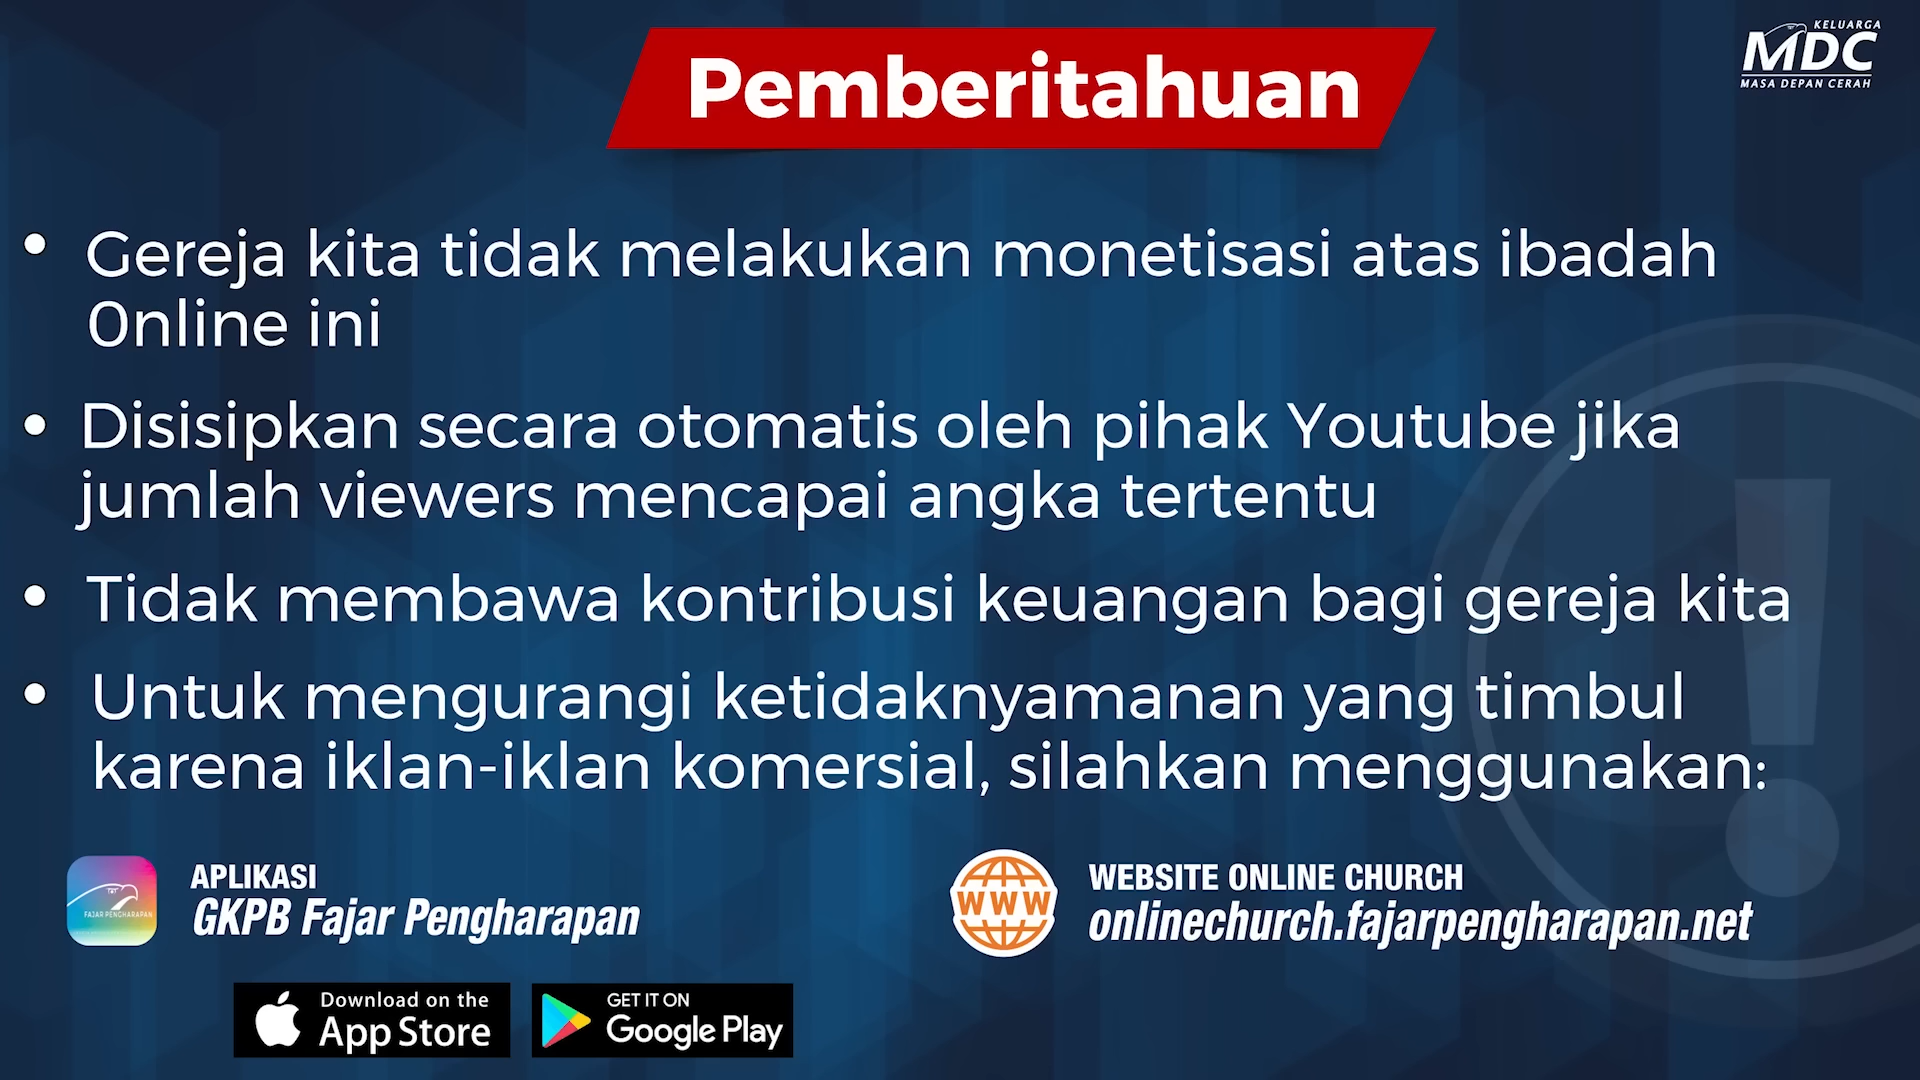 KELUARGA
MDC
MASA DEPAN CERAH
Pemberitahuan
• Gereja kita tidak melakukan monetisasi atas ibadah
0nline ini
• Disisipkan secara otomatis oleh pihak Youtube jika
jumlah viewers mencapai angka tertentu
• Tidak membawa kontribusi keuangan bagi gereja kita
• Untuk mengurangi ketidaknyamanan yang timbul
karena iklan-iklan komersial, silahkan menggunakan:
FAJAR PENGHARAPAN
APLIKASI
GKPB Fajar Pengharapan
WWW
WEBSITE ONLINE CHURCH
onlinechurch.fajarpengharapan.net
Download on the
App Store
GET IT ON
Google Play